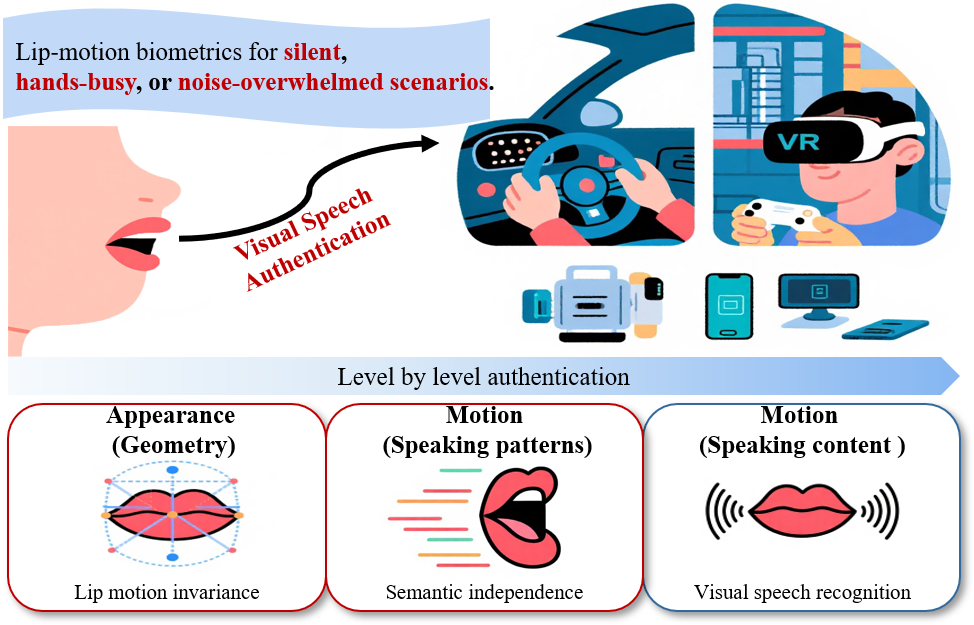 Lip-motion biometrics for silent,
hands-busy, or noise-overwhelmed scenarios.
VR
Visual Speech
Authentication
Level by level authentication
Appearance
(Geometry)
Lip motion invariance
Motion
(Speaking patterns)
Semantic independence
Motion
(Speaking content )
Visual speech recognition